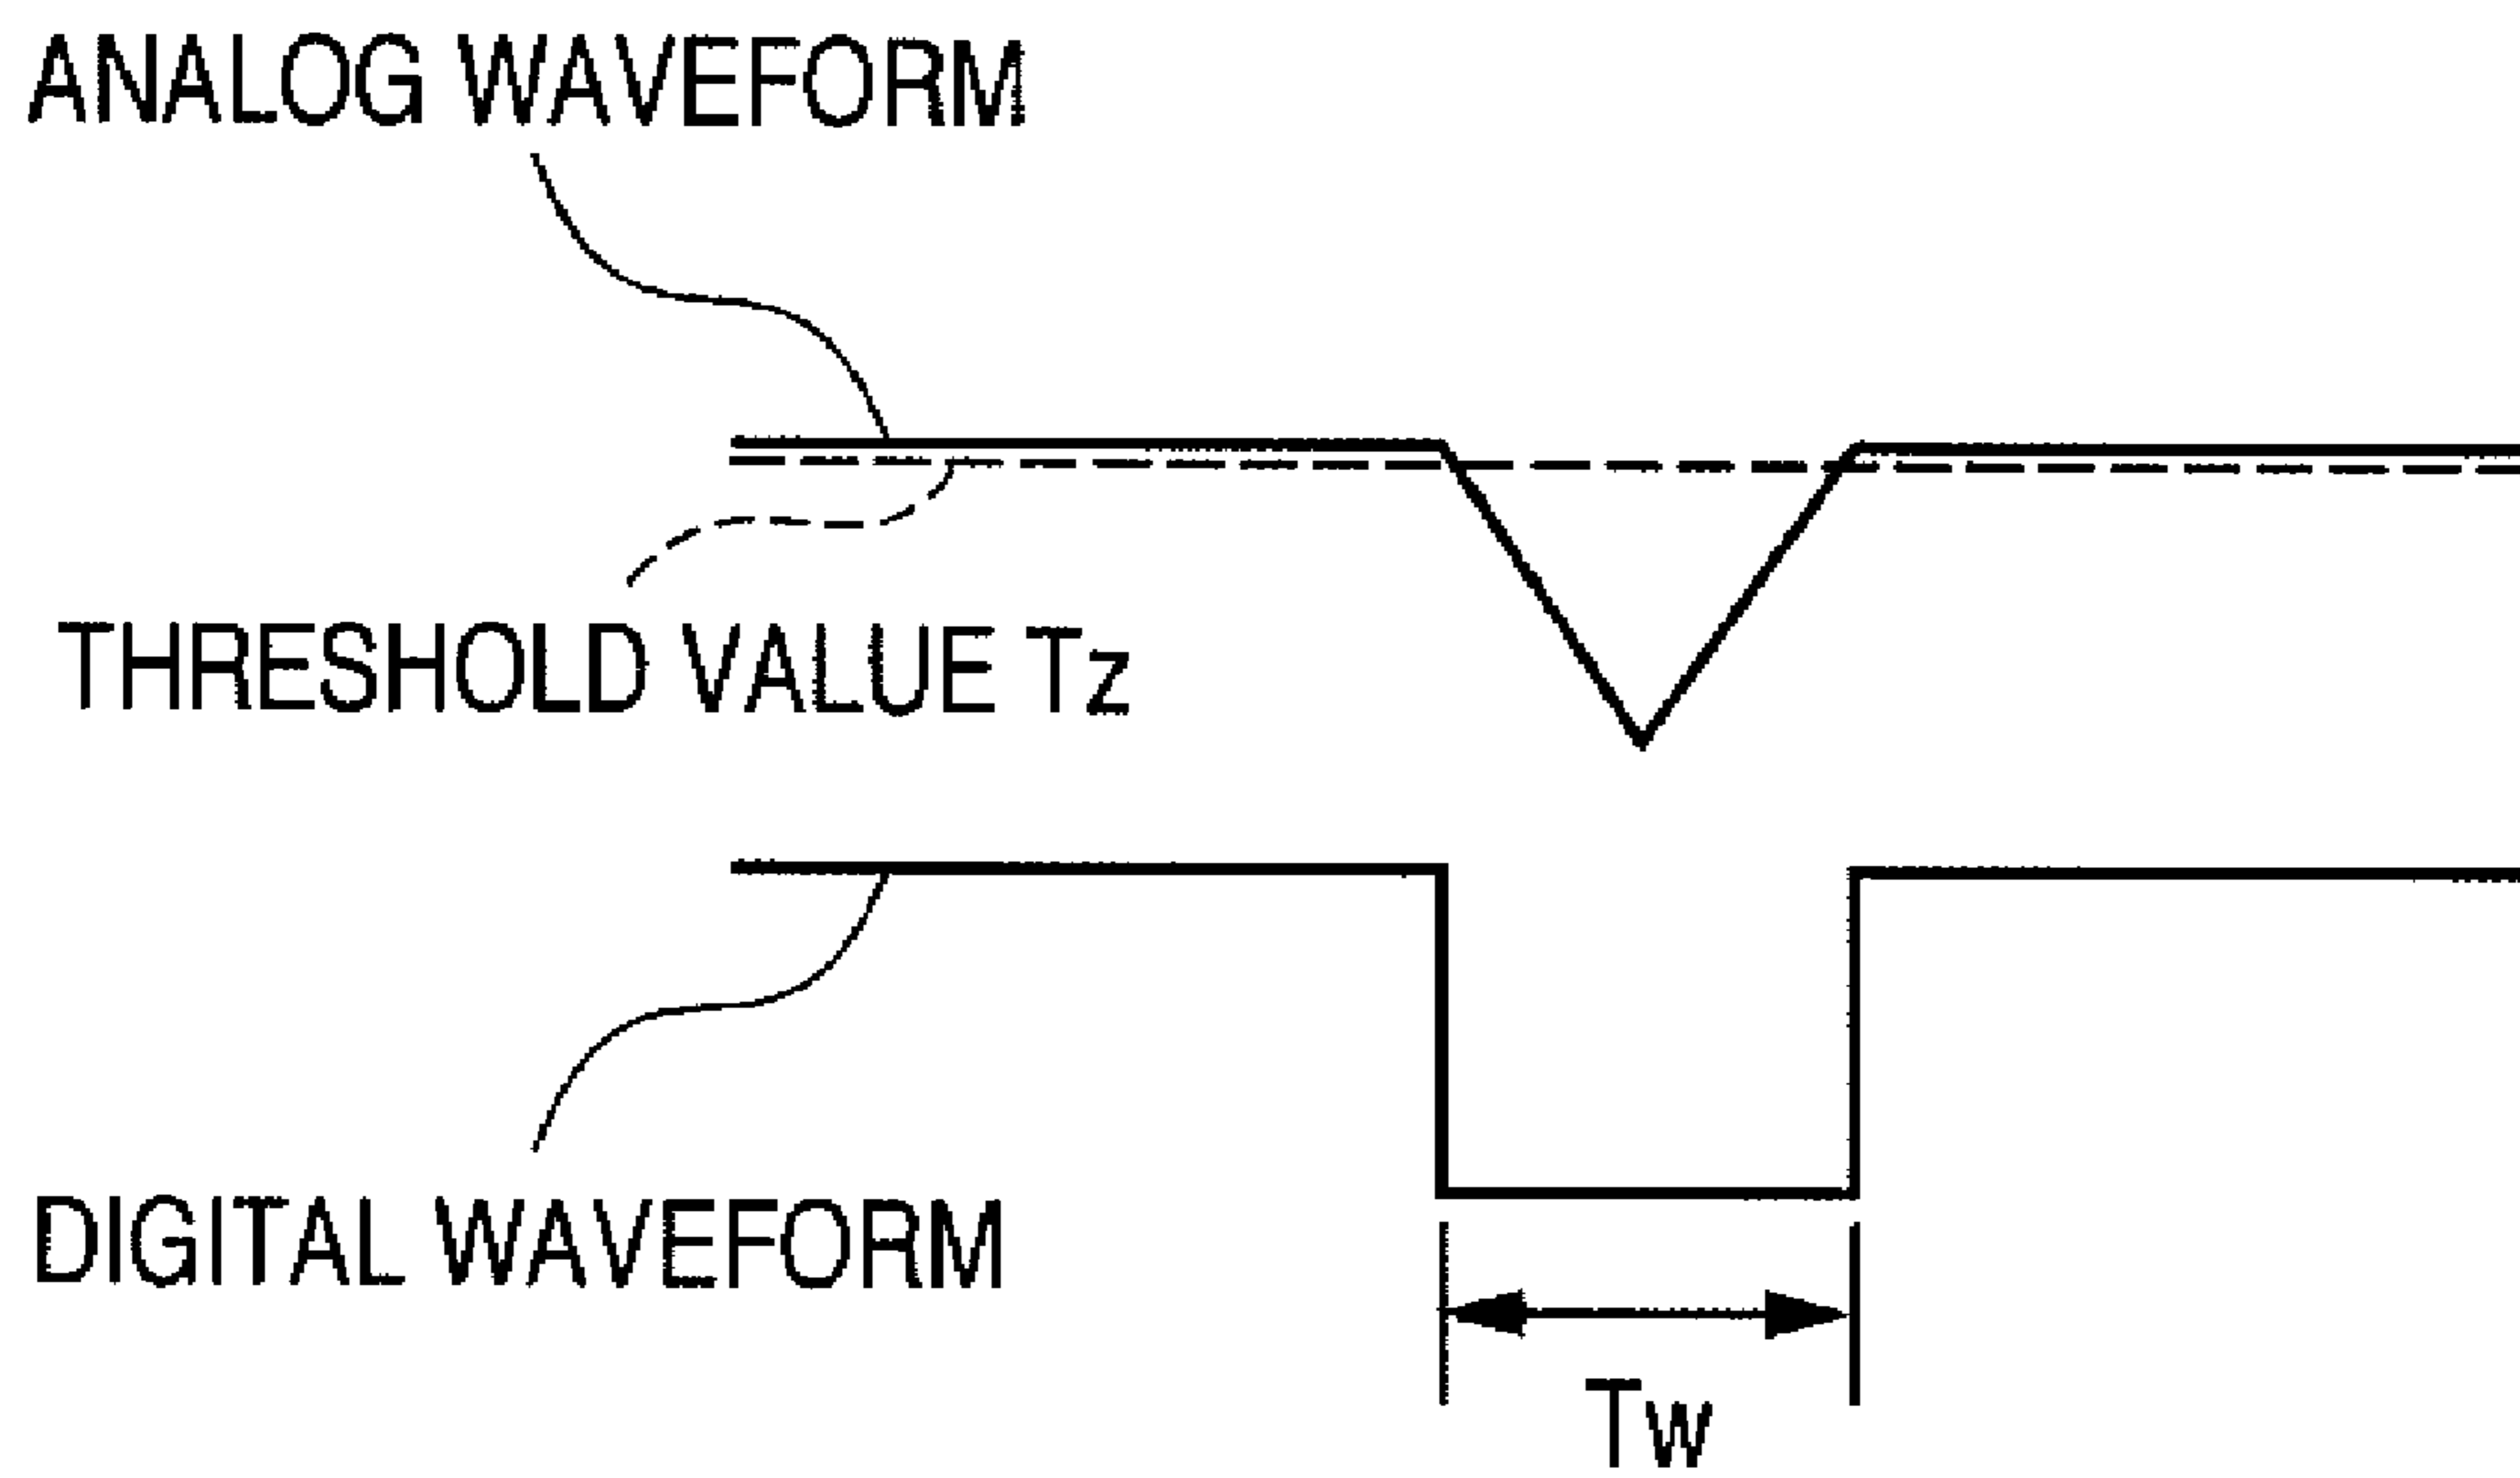 ANALOG WAVEFORM
THRESHOLD VALUE Tz
DIGITAL WAVEFORM
Tw